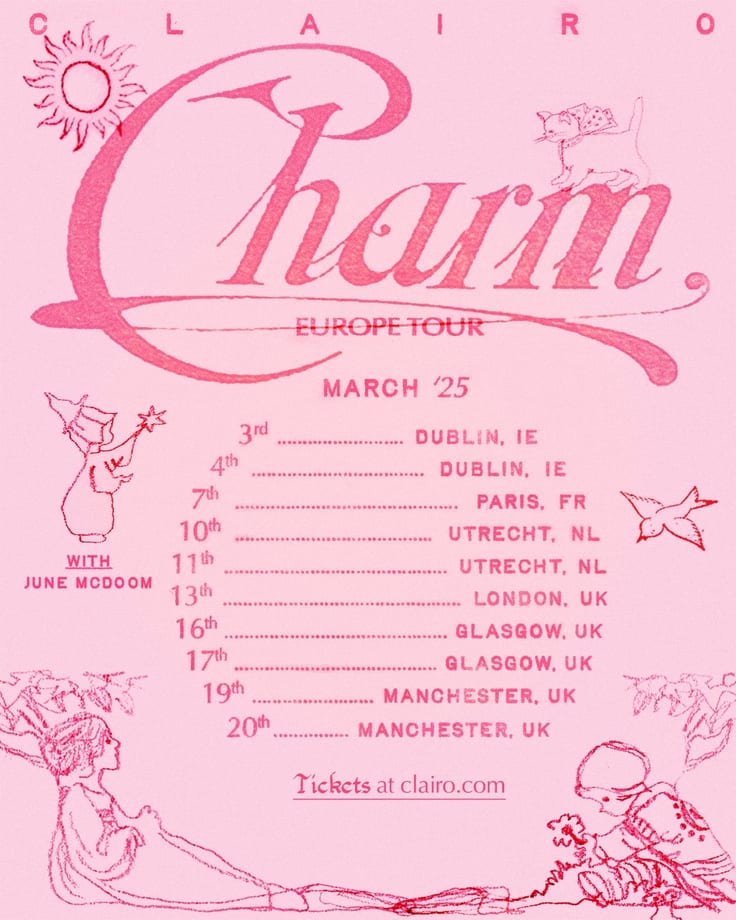 CLAIRO
Charm
EUROPE TOUR
MARCH '25
3rd ........................ DUBLIN, IE
4th ................................. DUBLIN, IE
7th ........................................... PARIS, FR
10th ...................................... UTRECHT, NL
11th ........................................... UTRECHT, NL
13th .............................................. LONDON, UK
16th ........................................... GLASGOW, UK
17th ....................................... GLASGOW, UK
19th ....................... MANCHESTER, UK
20th .............. MANCHESTER, UK
WITH
JUNE MCDOOM
Tickets at clairo.com